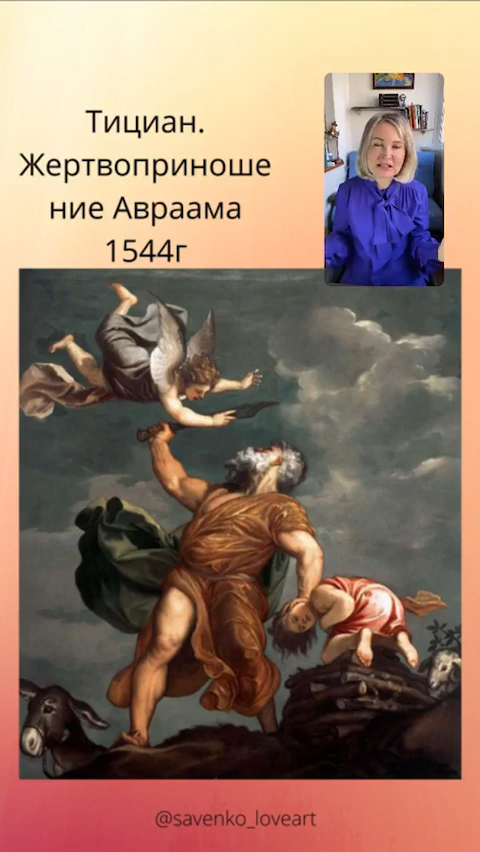 Тициан.
Жертвоприноше
ние Авраама
1544г
@savenko_loveart